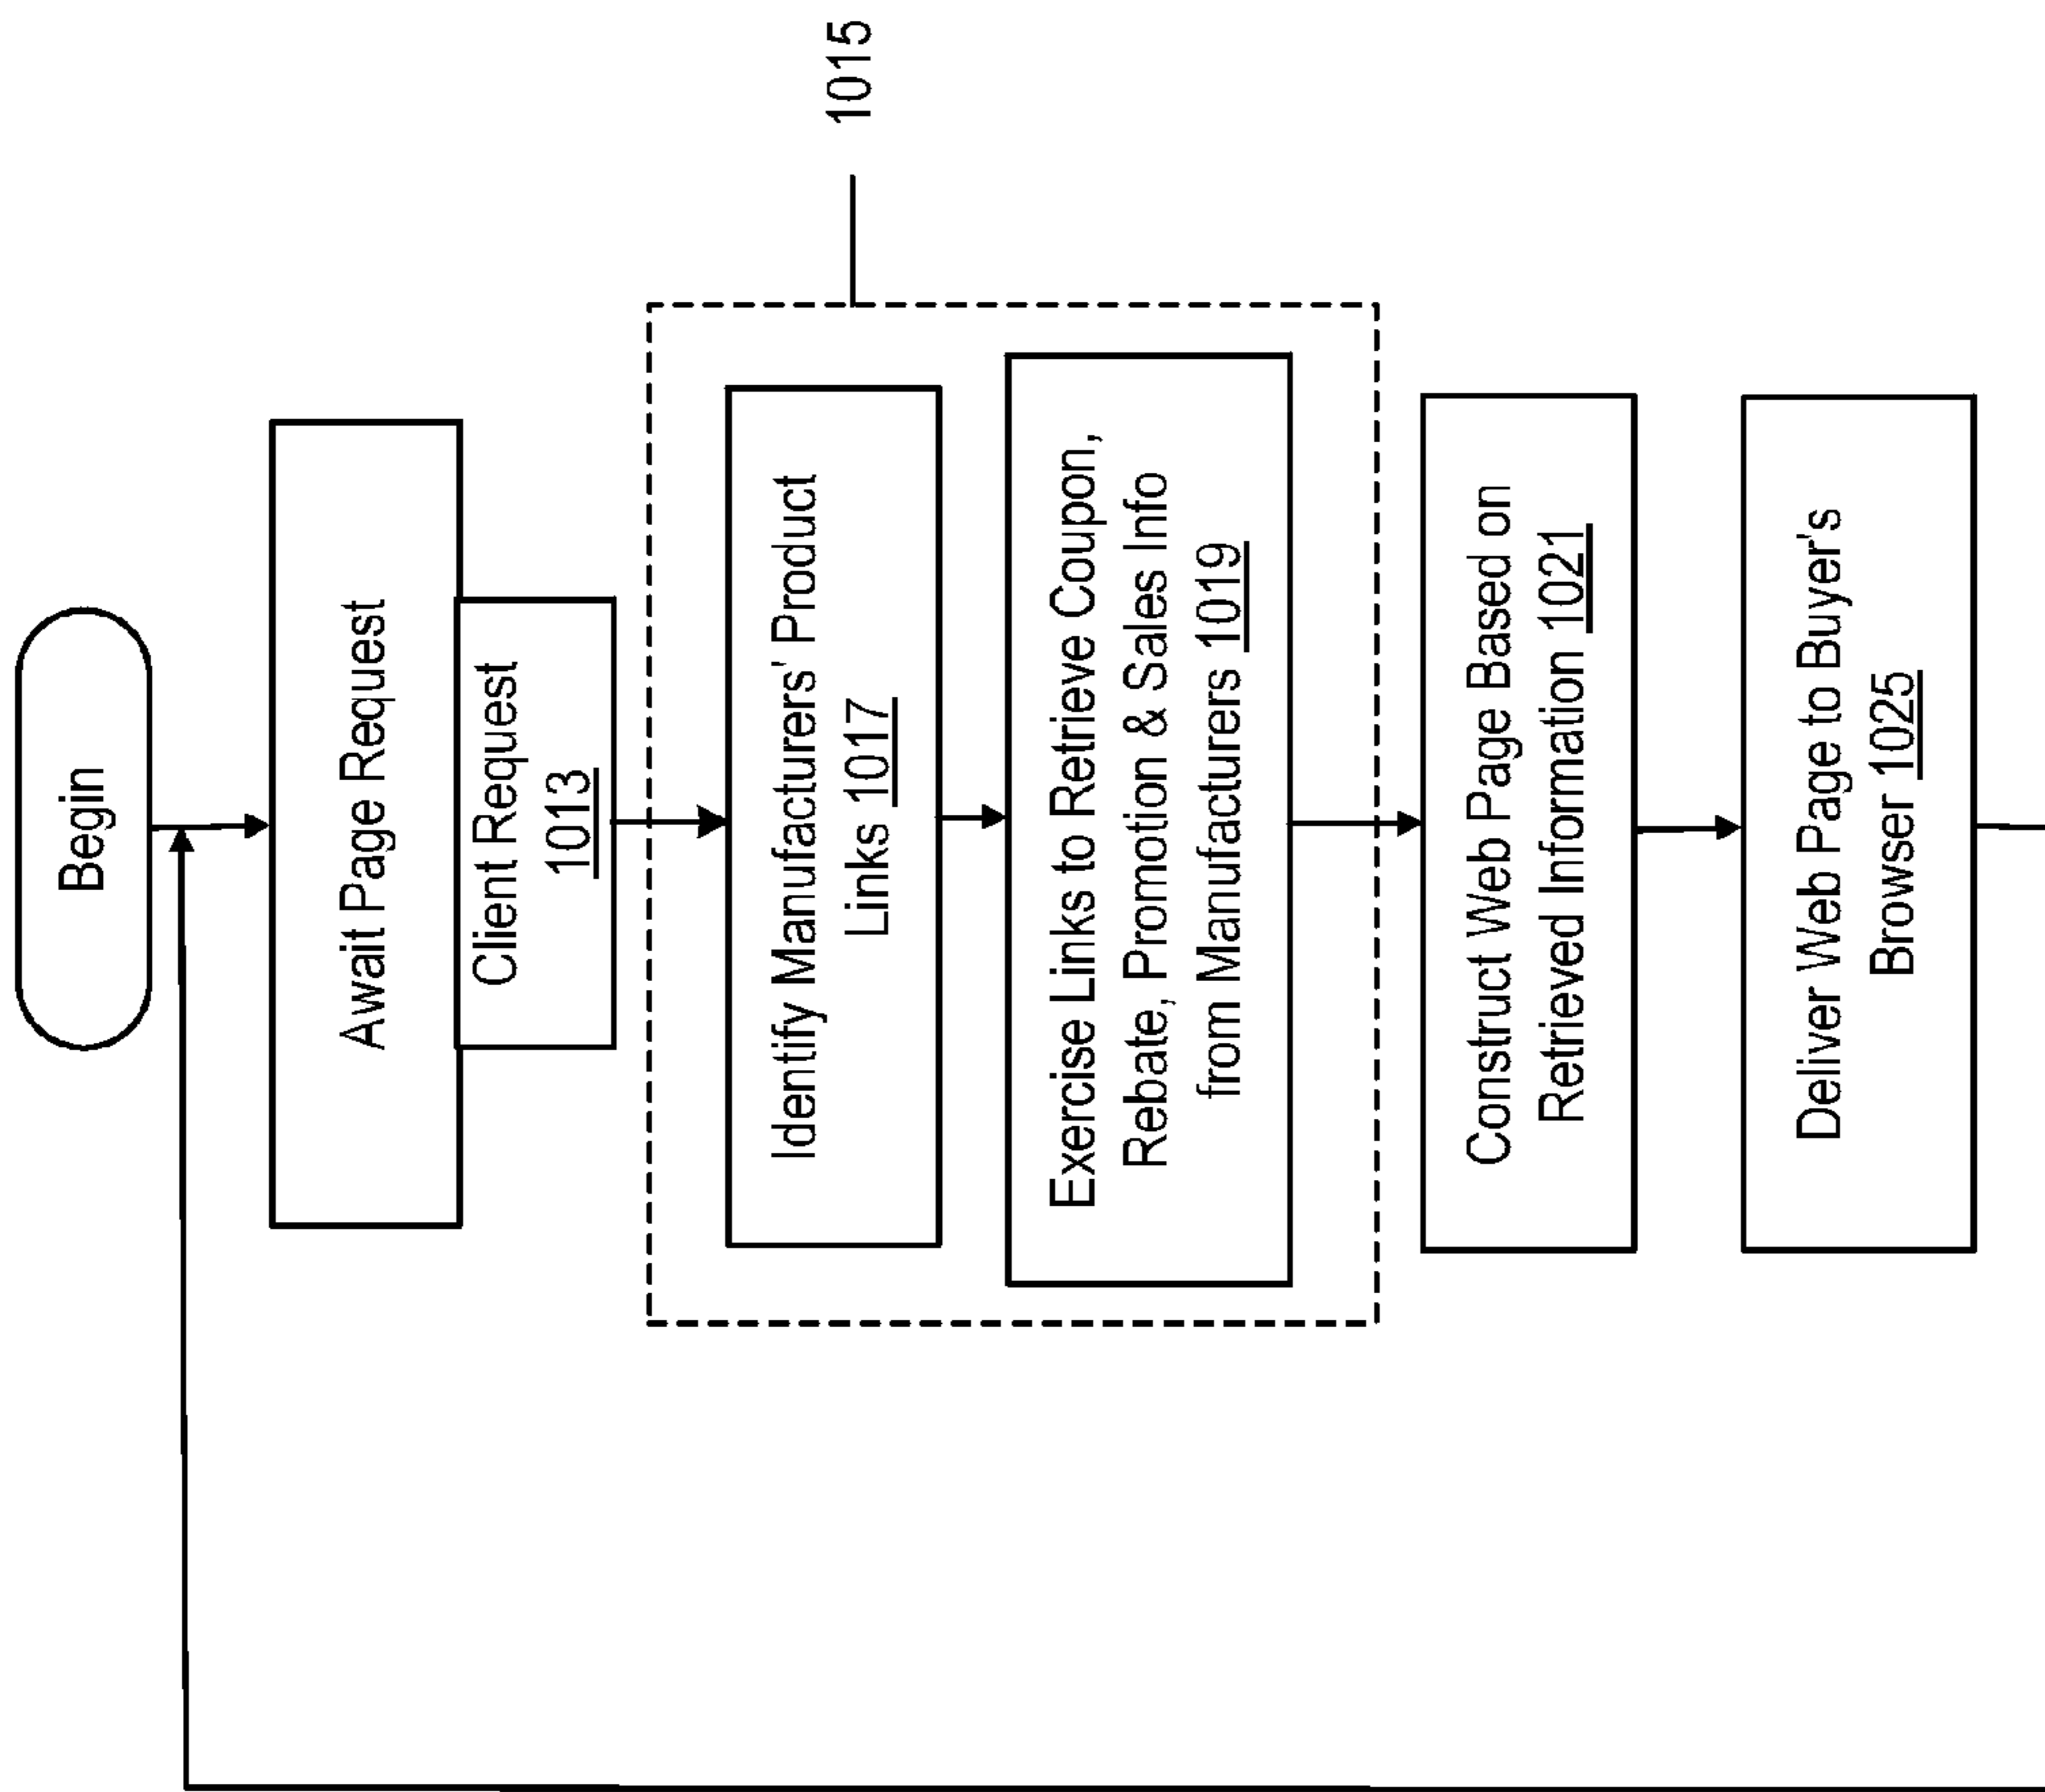 Begin
Await Page Request
Client Request
1013
1015
Identify Manufacturers' Product
Links 1017
Exercise Links to Retrieve Coupon,
Rebate, Promotion & Sales Info
from Manufacturers 1019
Construct Web Page Based on
Retrieved Information 1021
Deliver Web Page to Buyer's
Browser 1025